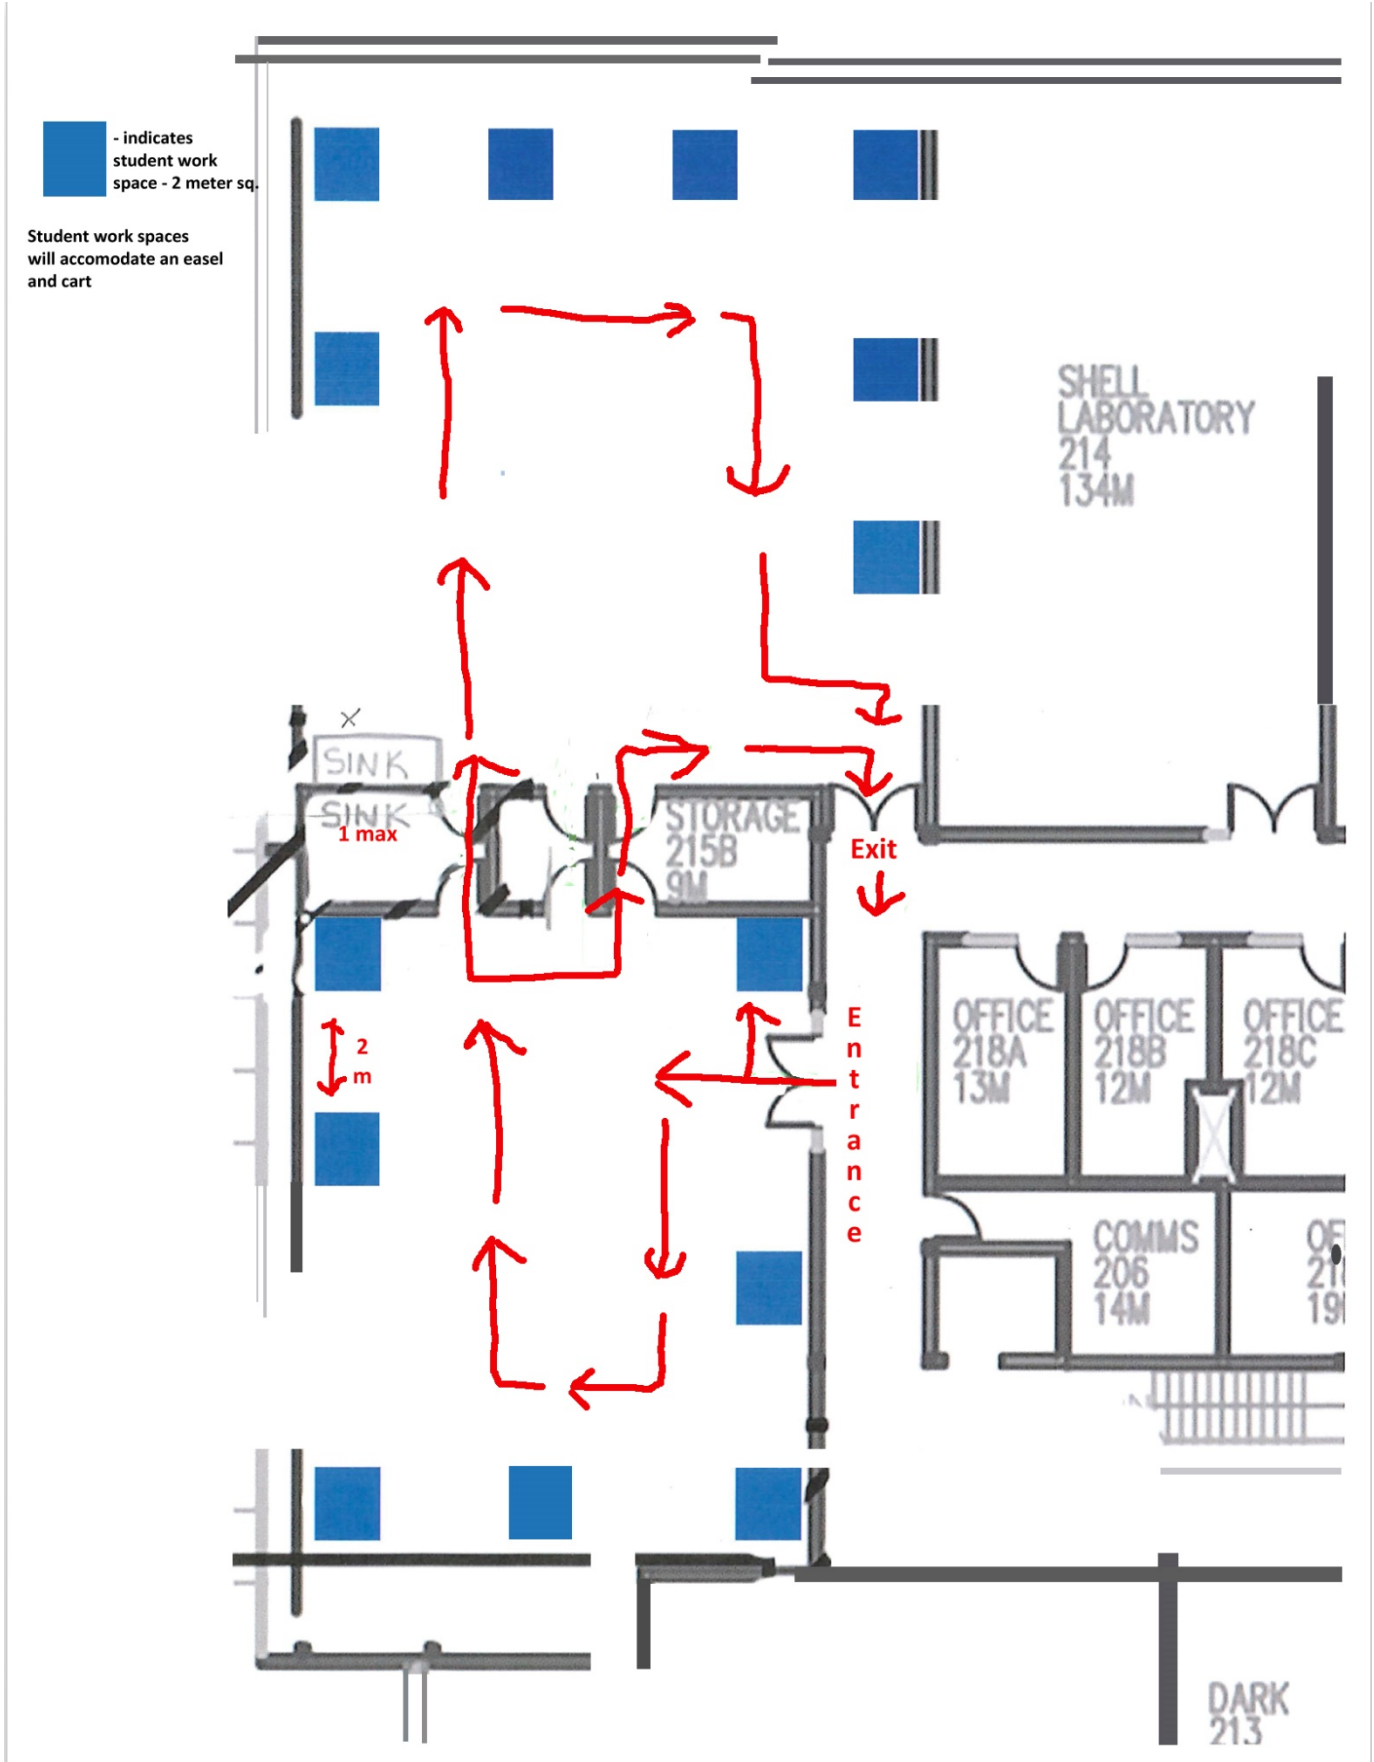 - indicates
student work
space - 2 meter sq.
Student work spaces
will accomodate an easel
and cart
SHELL
LABORATORY
214
134M
X
SINK
SINK
1 max
STORAGE
215B
9M
Exit
Entrance
2
m
OFFICE
218A
13M
OFFICE
218B
12M
OFFICE
218C
12M
COMMS
206
14M
DARK
213